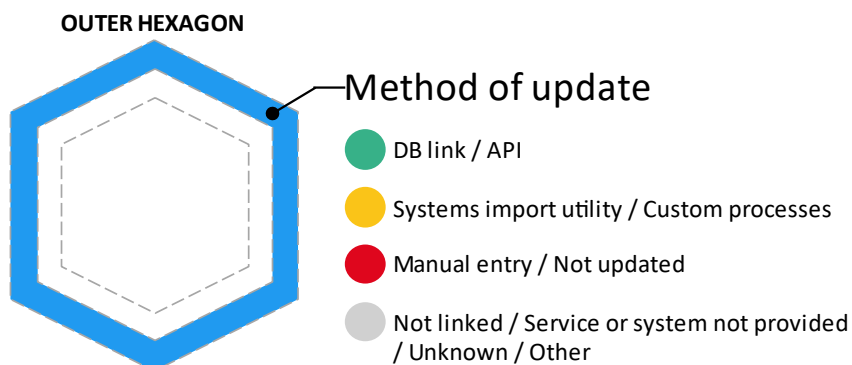 OUTER HEXAGON
Method of update
DB link / API
Systems import utility / Custom processes
Manual entry / Not updated
Not linked / Service or system not provided
/ Unknown / Other